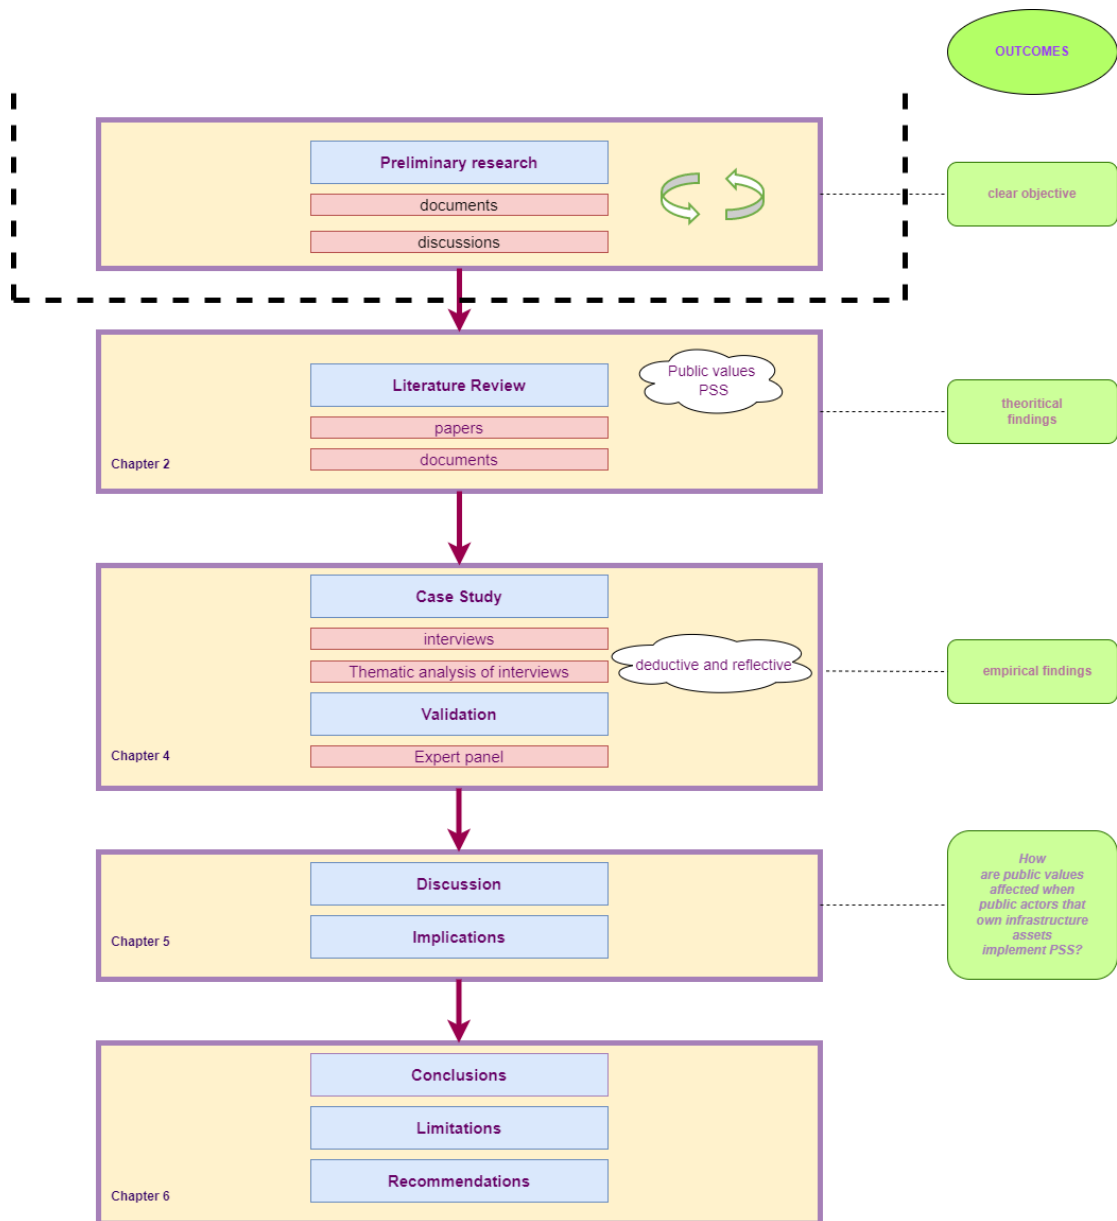 OUTCOMES
Preliminary research
documents
discussions
clear objective
Literature Review
papers
documents
Chapter 2
Public values
PSS
theoritical
findings
Case Study
interviews
Thematic analysis of interviews
deductive and reflective
Validation
Expert panel
Chapter 4
empirical findings
Discussion
Implications
Chapter 5
How
are public values
affected when
public actors that
own infrastructure
assets
implement PSS?
Conclusions
Limitations
Recommendations
Chapter 6